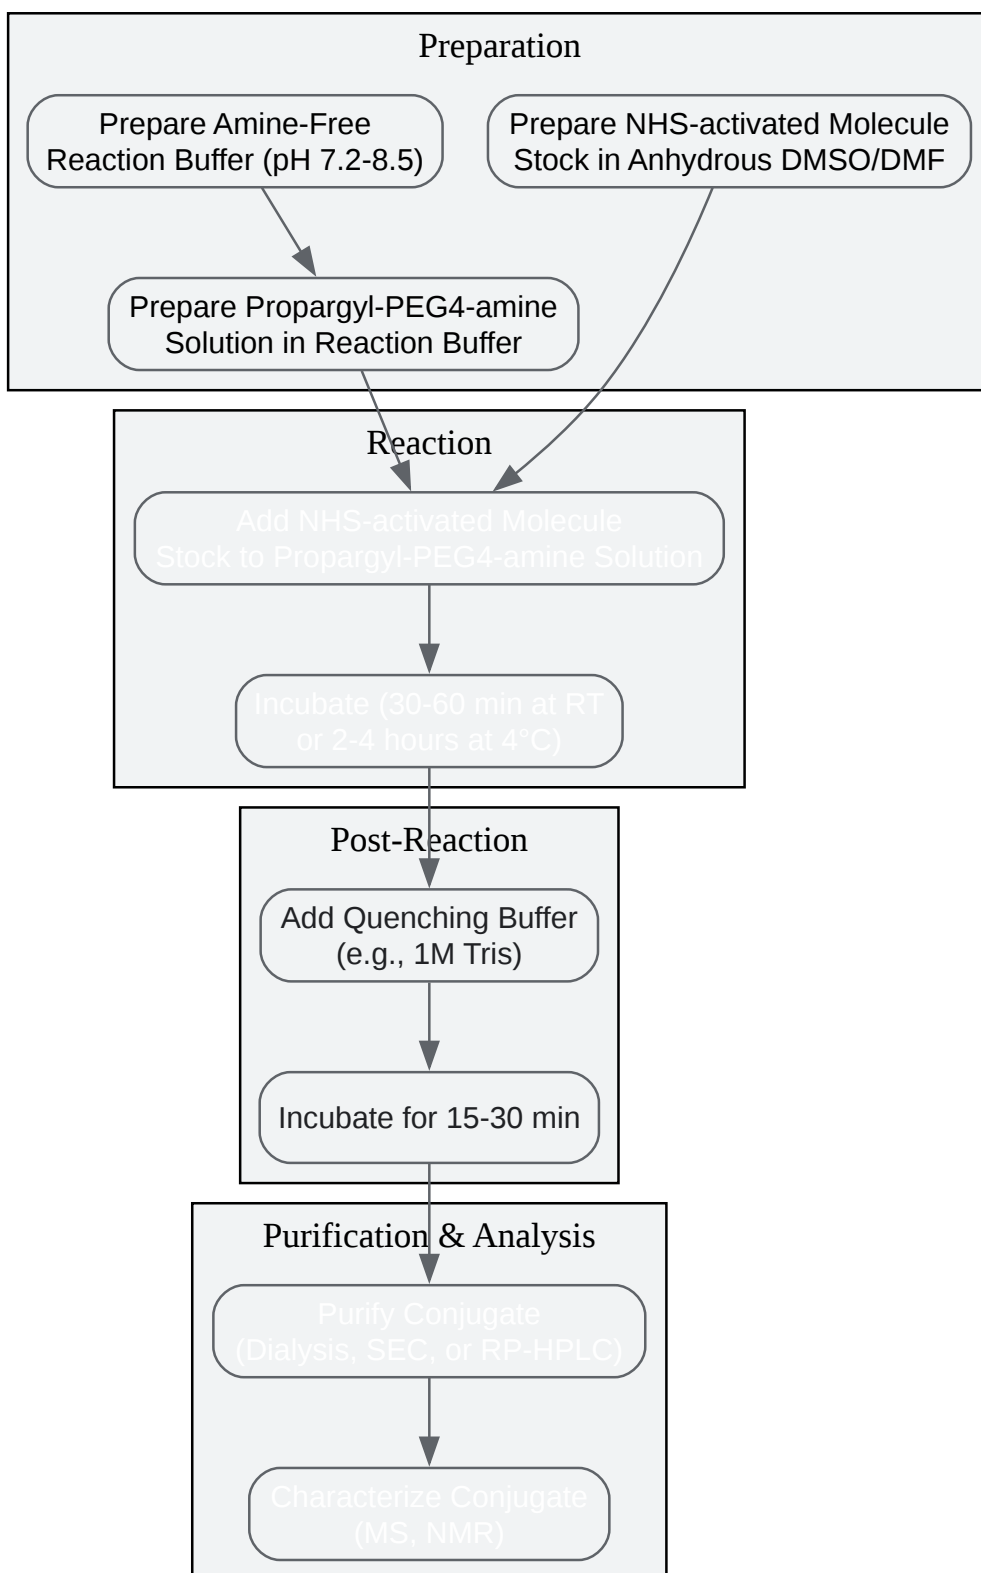 Preparation
Prepare Amine-Free
Reaction Buffer (pH 7.2-8.5)
Prepare NHS-activated Molecule
Stock in Anhydrous DMSO/DMF
Prepare Propargyl-PEG4-amine
Solution in Reaction Buffer
Reaction
Add NHS-activated Molecule
Stock to Propargyl-PEG4-amine Solution
Incubate (30-60 min at RT
or 2-4 hours at 4°C)
Post-Reaction
Add Quenching Buffer
(e.g., 1M Tris)
Incubate for 15-30 min
Purification & Analysis
Purify Conjugate
(Dialysis, SEC, or RP-HPLC)
Characterize Conjugate
(MS, NMR)